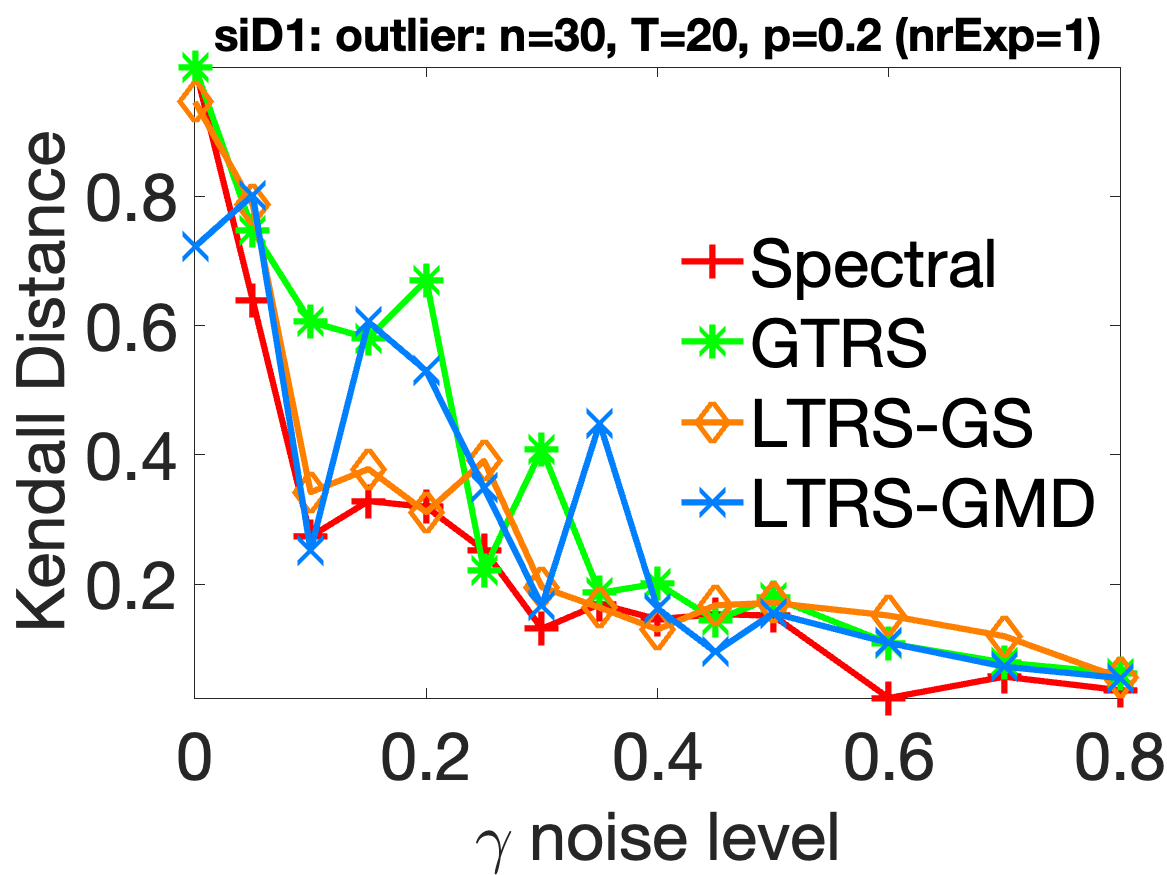 siD1: outlier: n=30, T=20, p=0.2 (nrExp=1)
Kendall Distance
0.8
0.6
0.4
0.2
Spectral
GTRS
LTRS-GS
LTRS-GMD
0 0.2 0.4 0.6 0.8
γ noise level